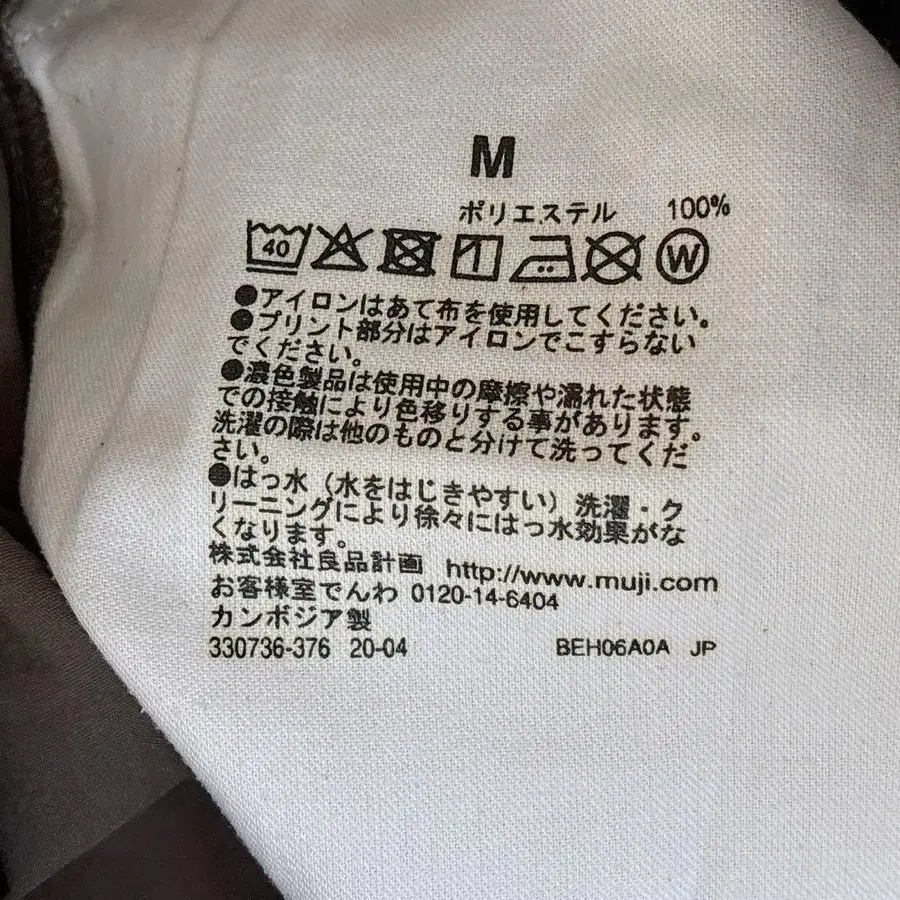 M
ポリエステル 100%
40
W
●アイロンはあて布を使用してください。
●プリント部分はアイロンでこすらない
でください。
●濃色製品は使用中の摩擦や濡れた状態
での接触により色移りする事があります。
洗濯の際は他のものと分けて洗ってくだ
さい。
●はっ水（水をはじきやすい）洗濯・ク
リーニングにより徐々にはっ水効果がな
くなります。
株式会社良品計画 http://www.muji.com
お客様室でんわ 0120-14-6404
カンボジア製
330736-376 20-04 BEH06A0A JP